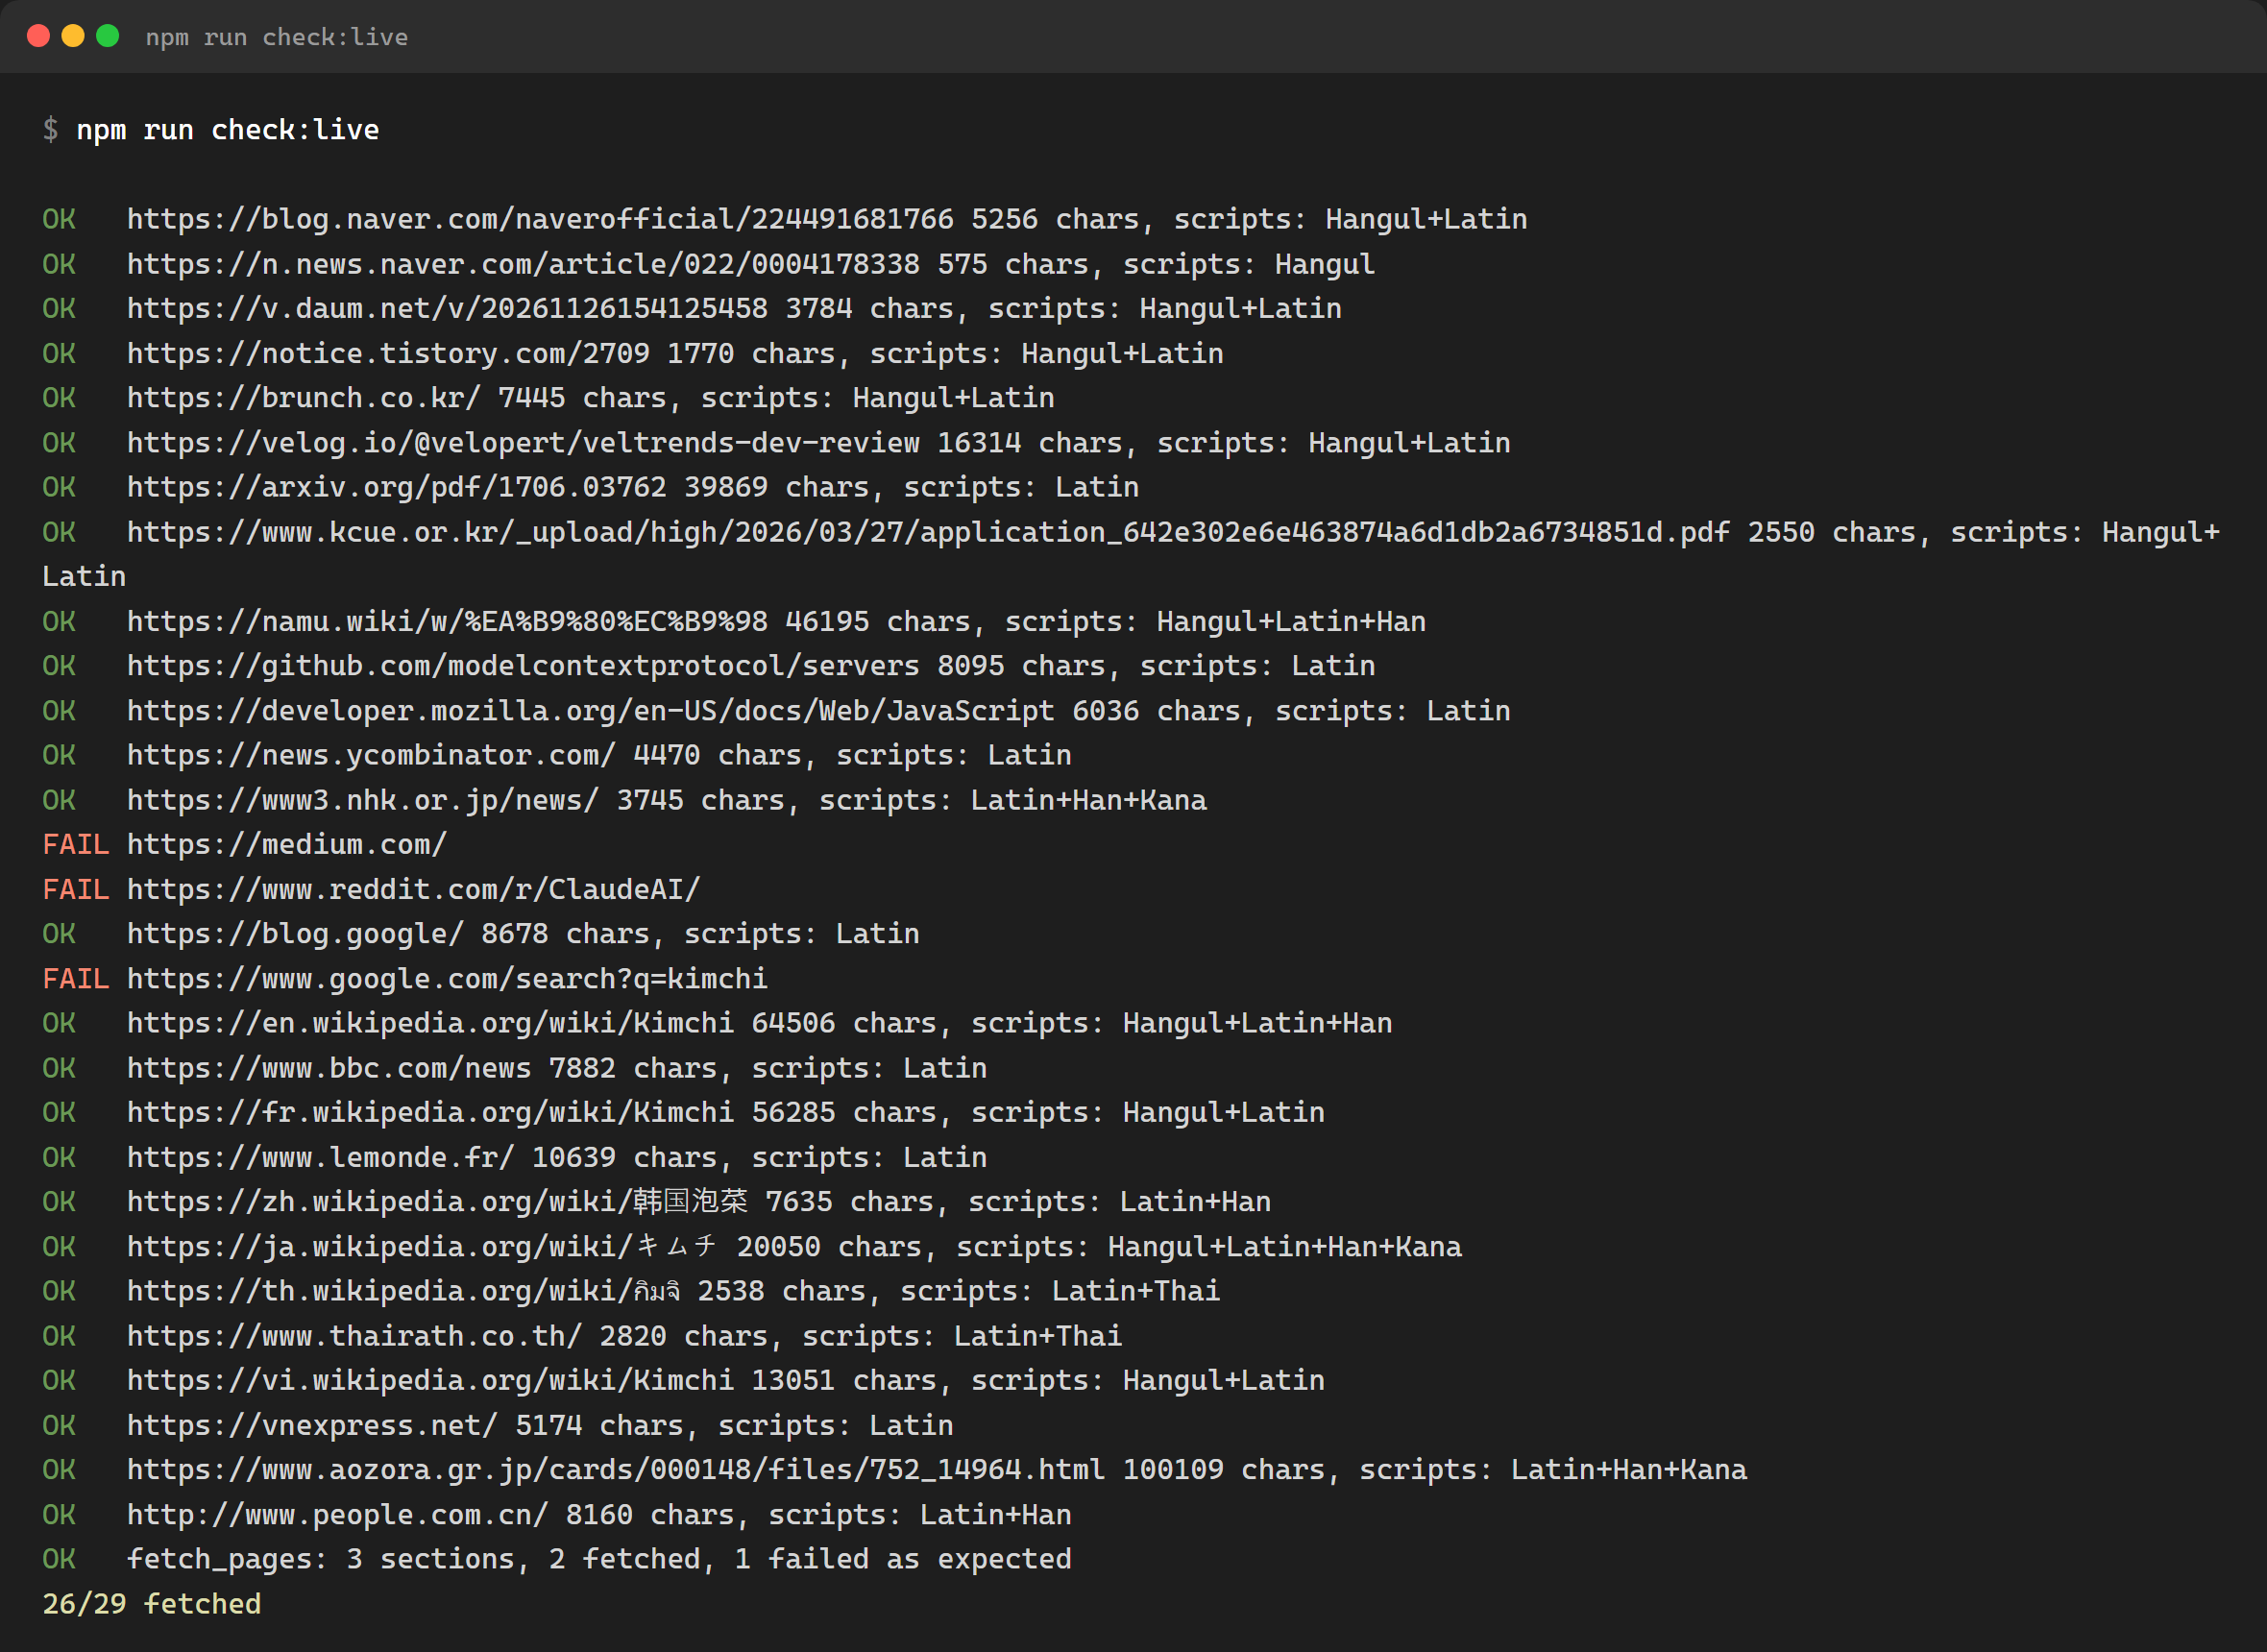 npm run check:live
$ npm run check:live
OK   https://blog.naver.com/naverofficial/224491681766 5256 chars, scripts: Hangul+Latin
OK   https://n.news.naver.com/article/022/0004178338 575 chars, scripts: Hangul
OK   https://v.daum.net/v/20261126154125458 3784 chars, scripts: Hangul+Latin
OK   https://notice.tistory.com/2709 1770 chars, scripts: Hangul+Latin
OK   https://brunch.co.kr/ 7445 chars, scripts: Hangul+Latin
OK   https://velog.io/@velopert/veltrends-dev-review 16314 chars, scripts: Hangul+Latin
OK   https://arxiv.org/pdf/1706.03762 39869 chars, scripts: Latin
OK   https://www.kcue.or.kr/_upload/high/2026/03/27/application_642e302e6e463874a6d1db2a6734851d.pdf 2550 chars, scripts: Hangul+
Latin
OK   https://namu.wiki/w/%EA%B9%80%EC%B9%98 46195 chars, scripts: Hangul+Latin+Han
OK   https://github.com/modelcontextprotocol/servers 8095 chars, scripts: Latin
OK   https://developer.mozilla.org/en-US/docs/Web/JavaScript 6036 chars, scripts: Latin
OK   https://news.ycombinator.com/ 4470 chars, scripts: Latin
OK   https://www3.nhk.or.jp/news/ 3745 chars, scripts: Latin+Han+Kana
FAIL https://medium.com/
FAIL https://www.reddit.com/r/ClaudeAI/
OK   https://blog.google/ 8678 chars, scripts: Latin
FAIL https://www.google.com/search?q=kimchi
OK   https://en.wikipedia.org/wiki/Kimchi 64506 chars, scripts: Hangul+Latin+Han
OK   https://www.bbc.com/news 7882 chars, scripts: Latin
OK   https://fr.wikipedia.org/wiki/Kimchi 56285 chars, scripts: Hangul+Latin
OK   https://www.lemonde.fr/ 10639 chars, scripts: Latin
OK   https://zh.wikipedia.org/wiki/韩国泡菜 7635 chars, scripts: Latin+Han
OK   https://ja.wikipedia.org/wiki/キムチ 20050 chars, scripts: Hangul+Latin+Han+Kana
OK   https://th.wikipedia.org/wiki/กิมจิ 2538 chars, scripts: Latin+Thai
OK   https://www.thairath.co.th/ 2820 chars, scripts: Latin+Thai
OK   https://vi.wikipedia.org/wiki/Kimchi 13051 chars, scripts: Hangul+Latin
OK   https://vnexpress.net/ 5174 chars, scripts: Latin
OK   https://www.aozora.gr.jp/cards/000148/files/752_14964.html 100109 chars, scripts: Latin+Han+Kana
OK   http://www.people.com.cn/ 8160 chars, scripts: Latin+Han
OK   fetch_pages: 3 sections, 2 fetched, 1 failed as expected
26/29 fetched